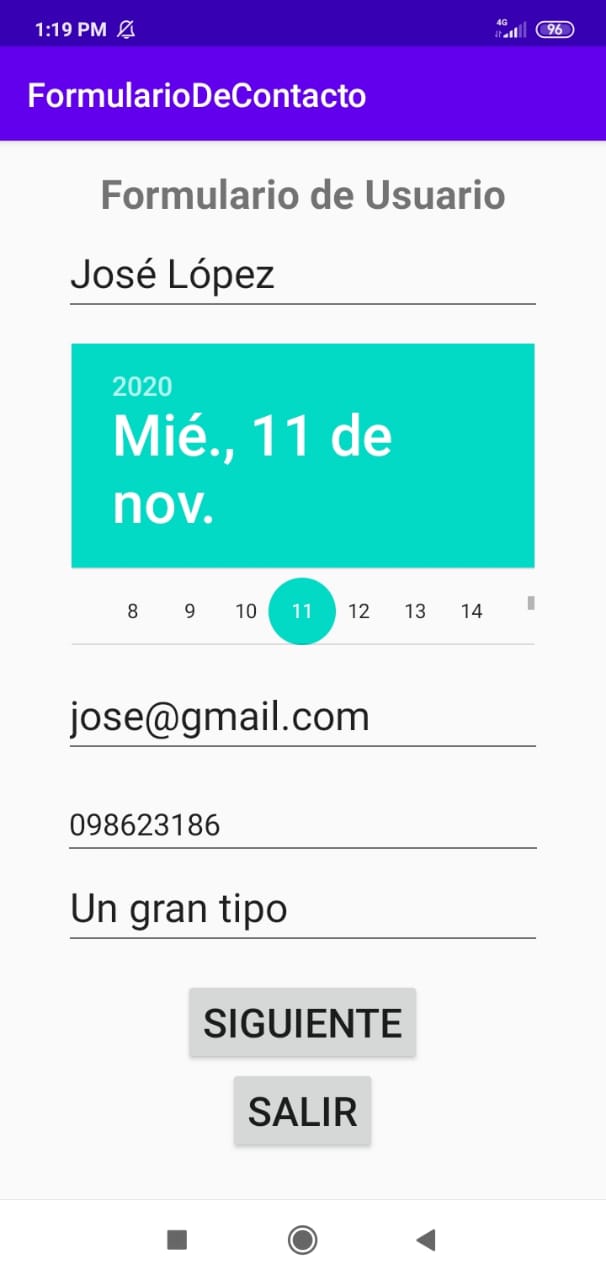 1:19 PM 4G 96
FormularioDeContacto
Formulario de Usuario
José López
2020
Mié., 11 de
nov.
8 9 10 11 12 13 14
jose@gmail.com
098623186
Un gran tipo
SIGUIENTE
SALIR